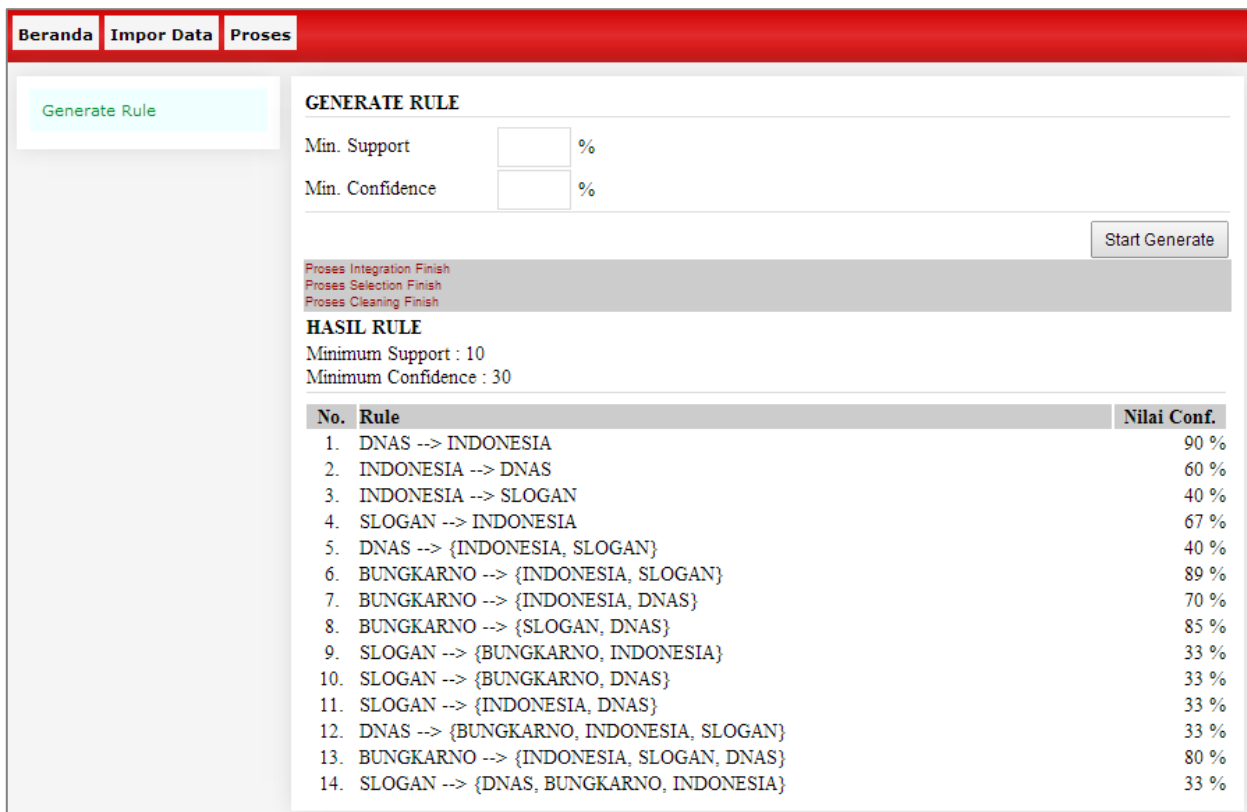 Beranda Impor Data Proses
Generate Rule
GENERATE RULE
Min. Support %
Min. Confidence %
Start Generate
Proses Integration Finish
Proses Selection Finish
Proses Cleaning Finish
HASIL RULE
Minimum Support : 10
Minimum Confidence : 30
No. Rule Nilai Conf.
1. DNAS --> INDONESIA 90 %
2. INDONESIA --> DNAS 60 %
3. INDONESIA --> SLOGAN 40 %
4. SLOGAN --> INDONESIA 67 %
5. DNAS --> {INDONESIA, SLOGAN} 40 %
6. BUNGKARNO --> {INDONESIA, SLOGAN} 89 %
7. BUNGKARNO --> {INDONESIA, DNAS} 70 %
8. BUNGKARNO --> {SLOGAN, DNAS} 85 %
9. SLOGAN --> {BUNGKARNO, INDONESIA} 33 %
10. SLOGAN --> {BUNGKARNO, DNAS} 33 %
11. SLOGAN --> {INDONESIA, DNAS} 33 %
12. DNAS --> {BUNGKARNO, INDONESIA, SLOGAN} 33 %
13. BUNGKARNO --> {INDONESIA, SLOGAN, DNAS} 80 %
14. SLOGAN --> {DNAS, BUNGKARNO, INDONESIA} 33 %